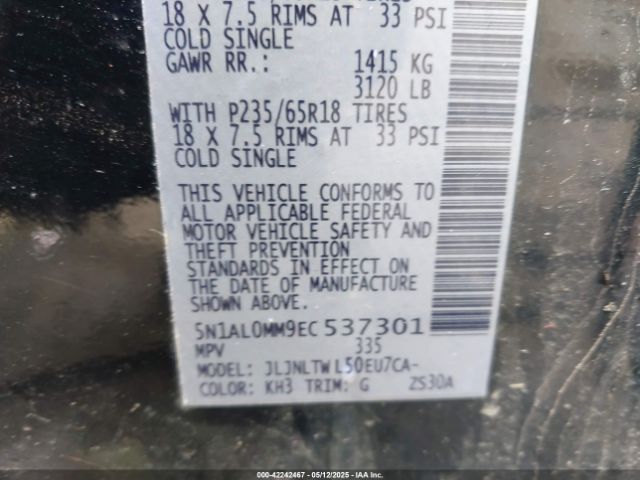 18 X 7.5 RIMS AT 33 PSI
COLD SINGLE
GAWR RR.: 1415 KG
3120 LB
WITH P235/65R18 TIRES
18 X 7.5 RIMS AT 33 PSI
COLD SINGLE
THIS VEHICLE CONFORMS TO
ALL APPLICABLE FEDERAL
MOTOR VEHICLE SAFETY AND
THEFT PREVENTION
STANDARDS IN EFFECT ON
THE DATE OF MANUFACTURE
SHOWN ABOVE.
5N1AL0MM9EC537301
MPV 335
MODEL: JLJNLTW L50EU7CA-
COLOR: KH3 TRIM: G ZS30A
000-42242467 - 05/12/2025 - IAA Inc.